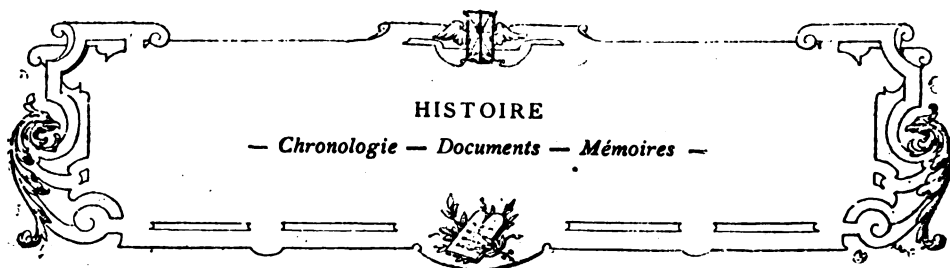 HISTOIRE
— Chronologie — Documents — Mémoires —